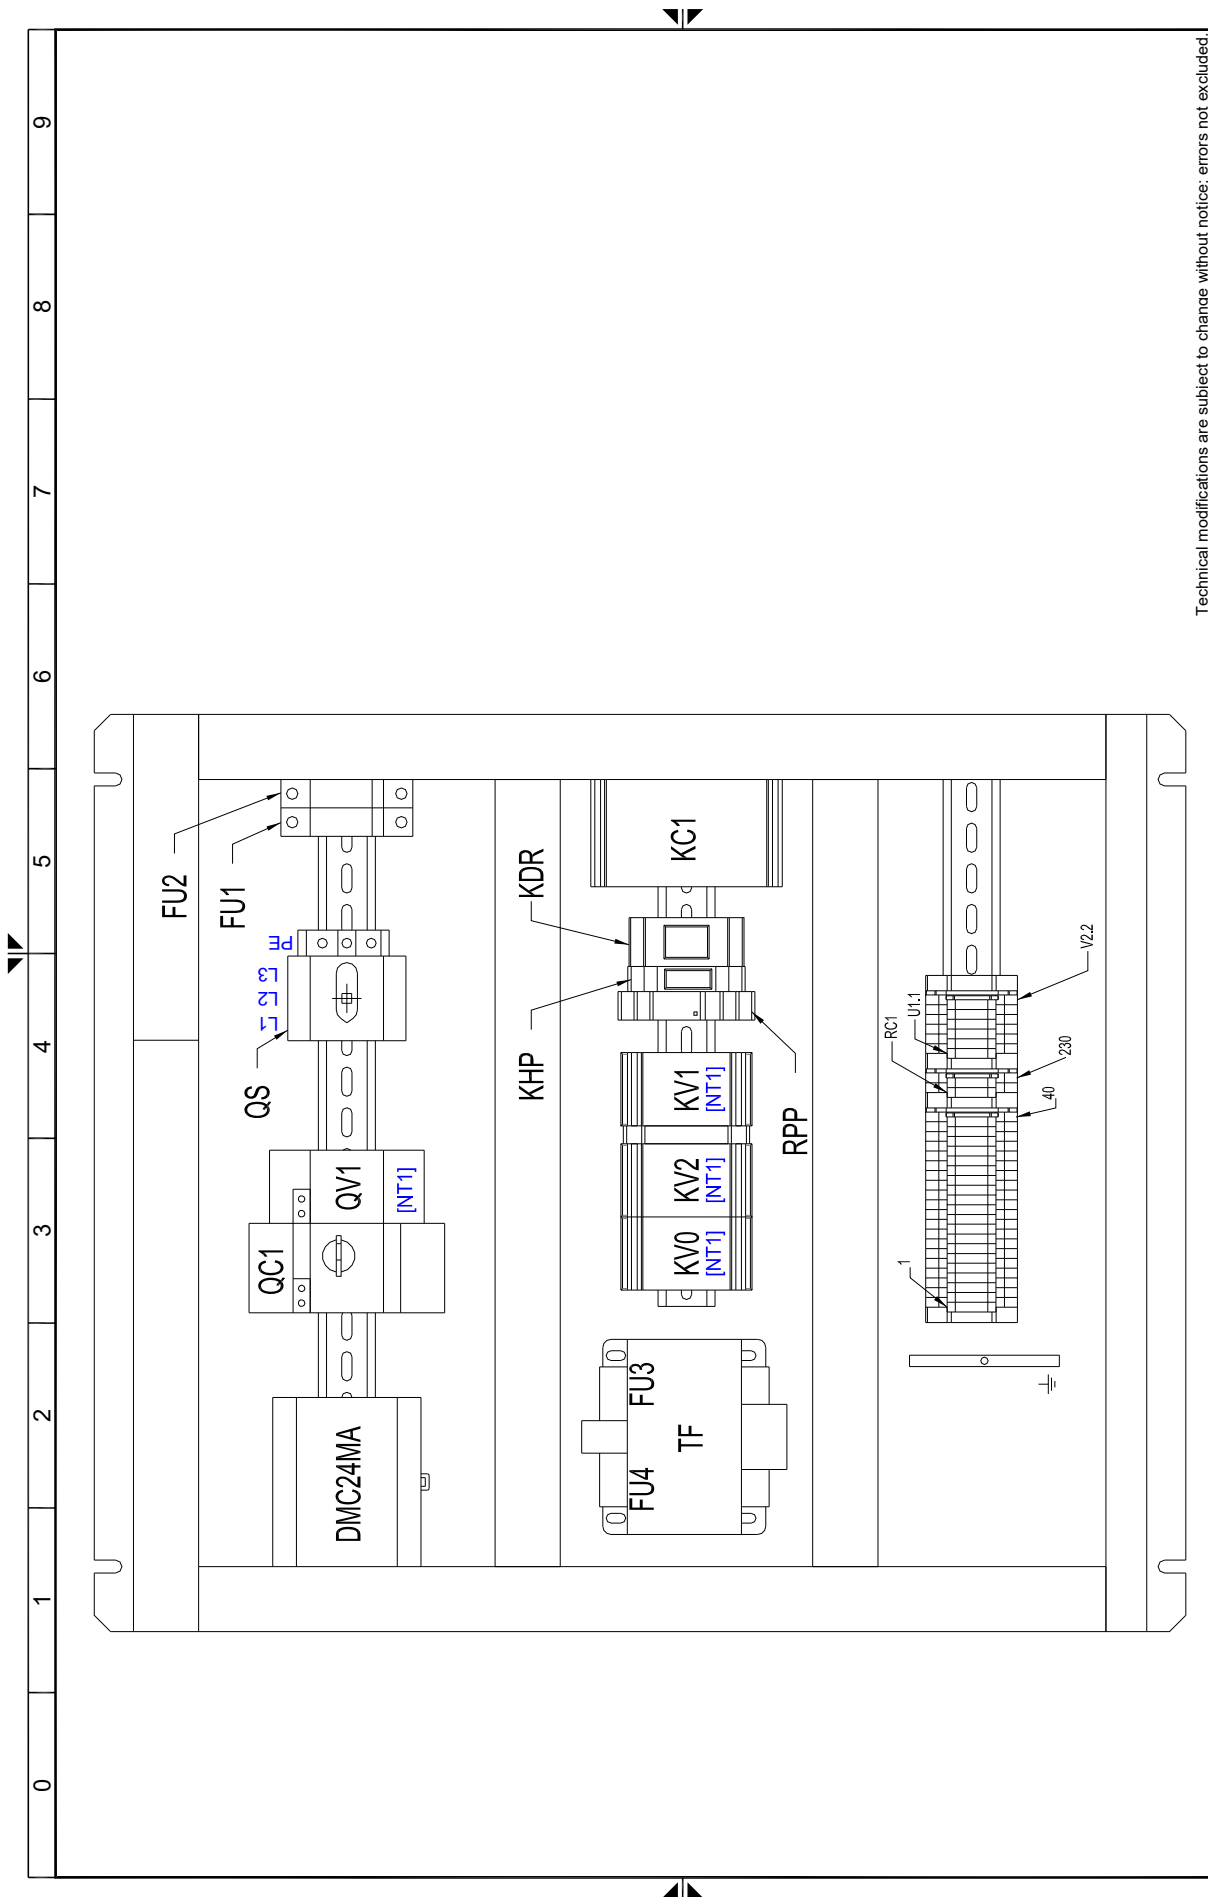 0 1 2 3 4 5 6 7 8 9
FU2
FU1
QS
L1 L2 L3 PE
DMC24MA
QC1
QV1
[NT1]
KHP
KDR
FU4
FU3
TF
KV0
[NT1]
KV2
[NT1]
KV1
[NT1]
KC1
RPP
1
RC1
U1.1
40
230
V2.2
Technical modifications are subject to change without notice; errors not excluded.